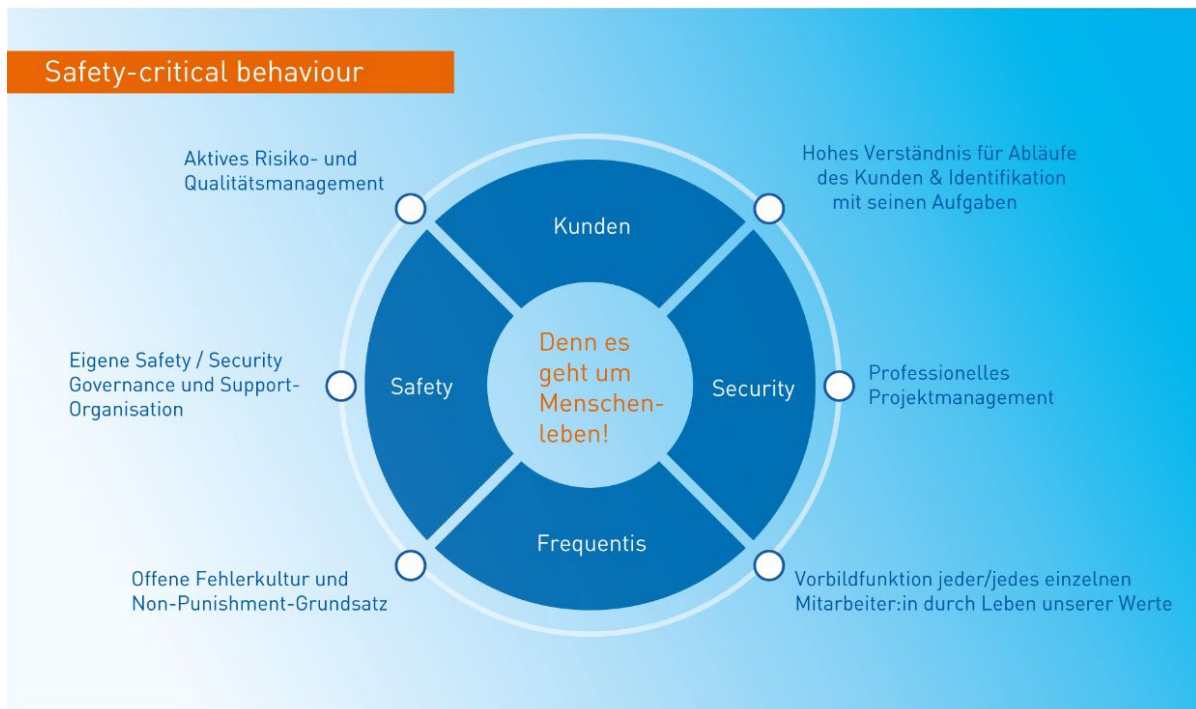 Safety-critical behaviour
Aktives Risiko- und
Qualitätsmanagement
Hohes Verständnis für Abläufe
des Kunden & Identifikation
mit seinen Aufgaben
Kunden
Eigene Safety / Security
Governance und Support-
Organisation
Safety
Denn es
geht um
Menschen-
leben!
Security
Professionelles
Projektmanagement
Frequentis
Offene Fehlerkultur und
Non-Punishment-Grundsatz
Vorbildfunktion jeder/jedes einzelnen
Mitarbeiter:in durch Leben unserer Werte